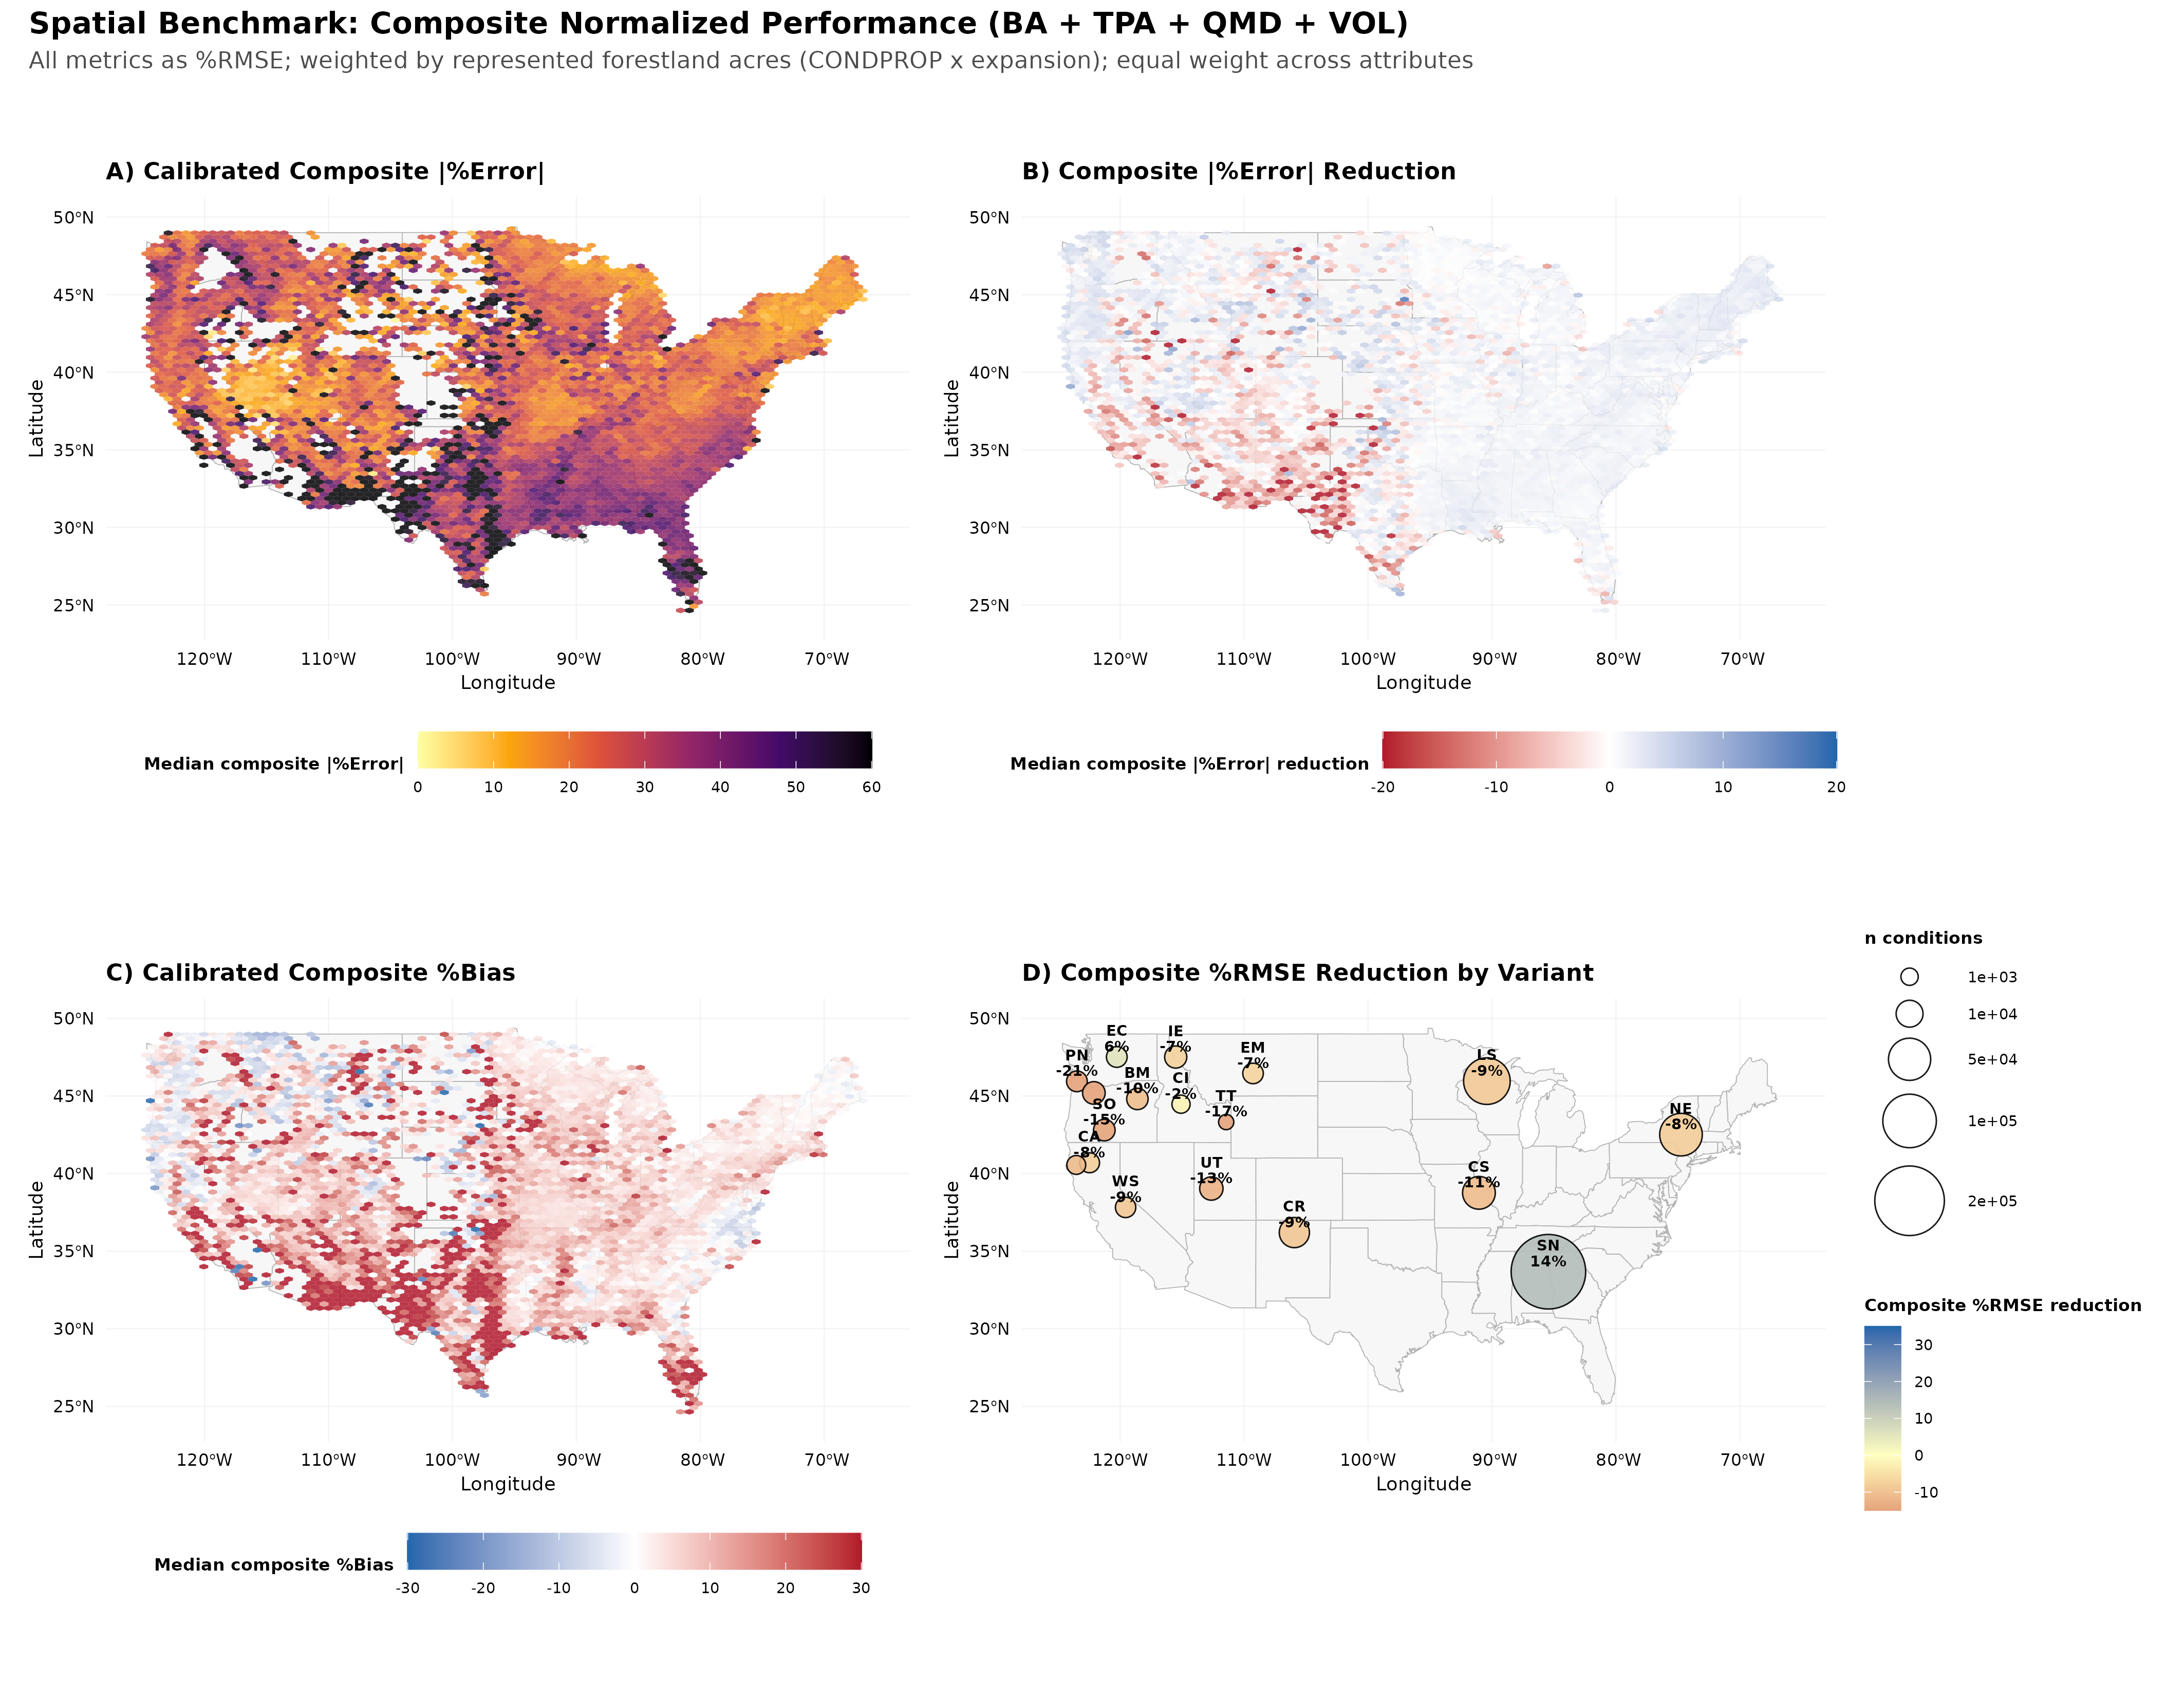 Spatial Benchmark: Composite Normalized Performance (BA + TPA + QMD + VOL)
All metrics as %RMSE; weighted by represented forestland acres (CONDPROP x expansion); equal weight across attributes
A) Calibrated Composite |%Error|
50°N
45°N
40°N
35°N
30°N
25°N
Latitude
120°W 110°W 100°W 90°W 80°W 70°W
Longitude
Median composite |%Error|
0 10 20 30 40 50 60
B) Composite |%Error| Reduction
50°N
45°N
40°N
35°N
30°N
25°N
Latitude
120°W 110°W 100°W 90°W 80°W 70°W
Longitude
Median composite |%Error| reduction
-20 -10 0 10 20
C) Calibrated Composite %Bias
50°N
45°N
40°N
35°N
30°N
25°N
Latitude
120°W 110°W 100°W 90°W 80°W 70°W
Longitude
Median composite %Bias
-30 -20 -10 0 10 20 30
D) Composite %RMSE Reduction by Variant
50°N
45°N
40°N
35°N
30°N
25°N
Latitude
EC
6%
IE
-7%
EM
-7%
PN
-21%
BM
-10%
CI
-2%
TT
-17%
SO
-15%
CA
-8%
WS
-9%
UT
-13%
CR
-9%
LS
-9%
NE
-8%
CS
-11%
SN
14%
120°W 110°W 100°W 90°W 80°W 70°W
Longitude
n conditions
1e+03
1e+04
5e+04
1e+05
2e+05
Composite %RMSE reduction
30
20
10
0
-10